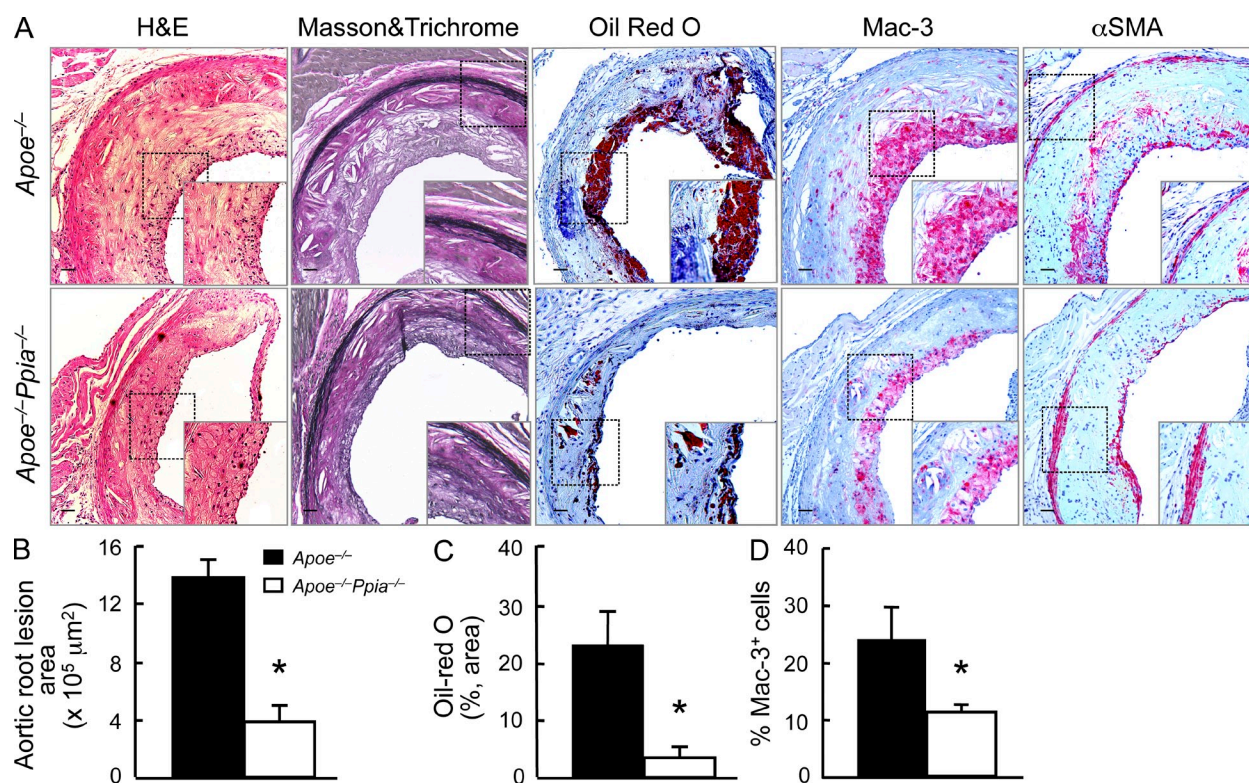 A
H&E
Masson&Trichrome
Oil Red O
Mac-3
αSMA
Apoe–/–
Apoe–/–Ppia–/–
B
Aortic root lesion
area
(x 10⁵ μm²)
16
12
8
4
0
*
Apoe–/–
Apoe–/–Ppia–/–
C
Oil-red O
(%, area)
40
30
20
10
0
*
D
% Mac-3⁺ cells
40
30
20
10
0
*